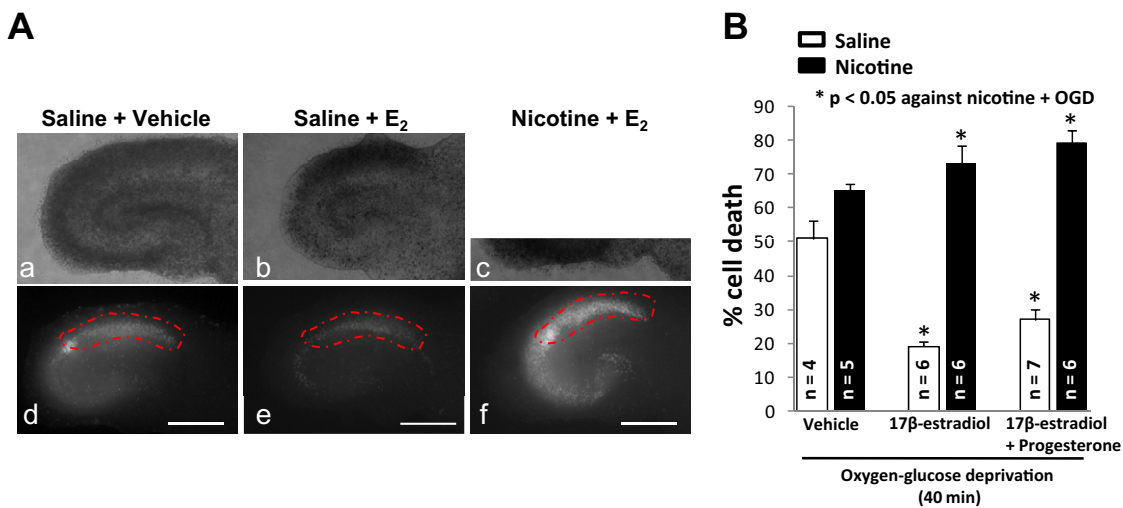 A
Saline + Vehicle
Saline + E₂
Nicotine + E₂
a
b
c
d
e
f
B
Saline
Nicotine
* p < 0.05 against nicotine + OGD
% cell death
90
80
70
60
50
40
30
20
10
0
*
*
*
*
n = 4
n = 5
n = 6
n = 6
n = 7
n = 6
Vehicle
17β-estradiol
17β-estradiol
+ Progesterone
Oxygen-glucose deprivation
(40 min)